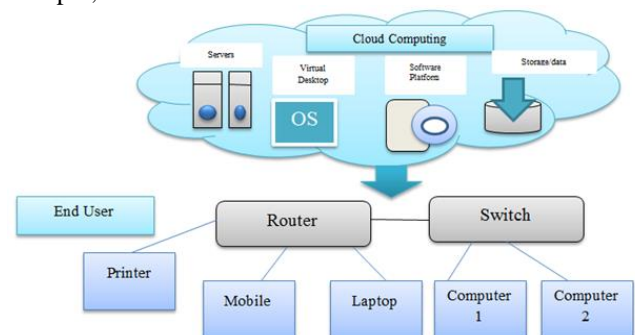 Cloud Computing
Servers
Virtual
Desktop
Software
Platform
Storage/data
OS
End User
Router
Switch
Printer
Mobile
Laptop
Computer
1
Computer
2